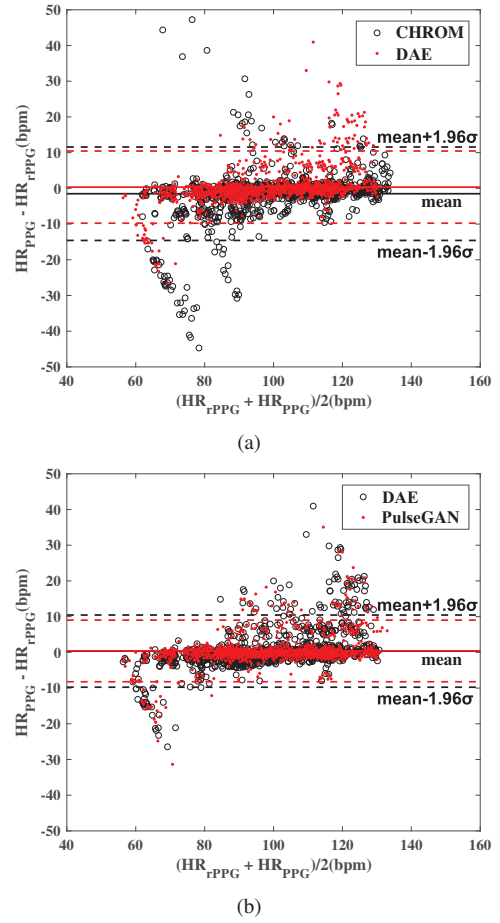 50
40
30
20
10
0
-10
-20
-30
-40
-50
HR_PPG - HR_rPPG(bpm)
CHROM
DAE
mean+1.96σ
mean
mean-1.96σ
40 60 80 100 120 140 160
(HR_rPPG + HR_PPG)/2(bpm)
(a)
50
40
30
20
10
0
-10
-20
-30
-40
-50
HR_PPG - HR_rPPG(bpm)
DAE
PulseGAN
mean+1.96σ
mean
mean-1.96σ
40 60 80 100 120 140 160
(HR_rPPG + HR_PPG)/2(bpm)
(b)